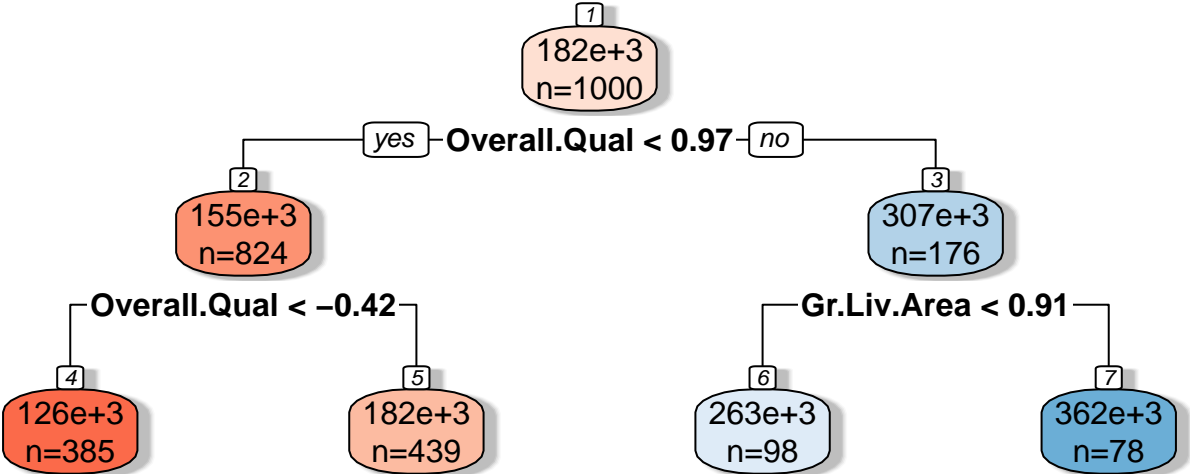 1
182e+3
n=1000
yes Overall.Qual < 0.97 no
2
3
155e+3
n=824
307e+3
n=176
Overall.Qual < −0.42
Gr.Liv.Area < 0.91
4
5
6
7
126e+3
n=385
182e+3
n=439
263e+3
n=98
362e+3
n=78